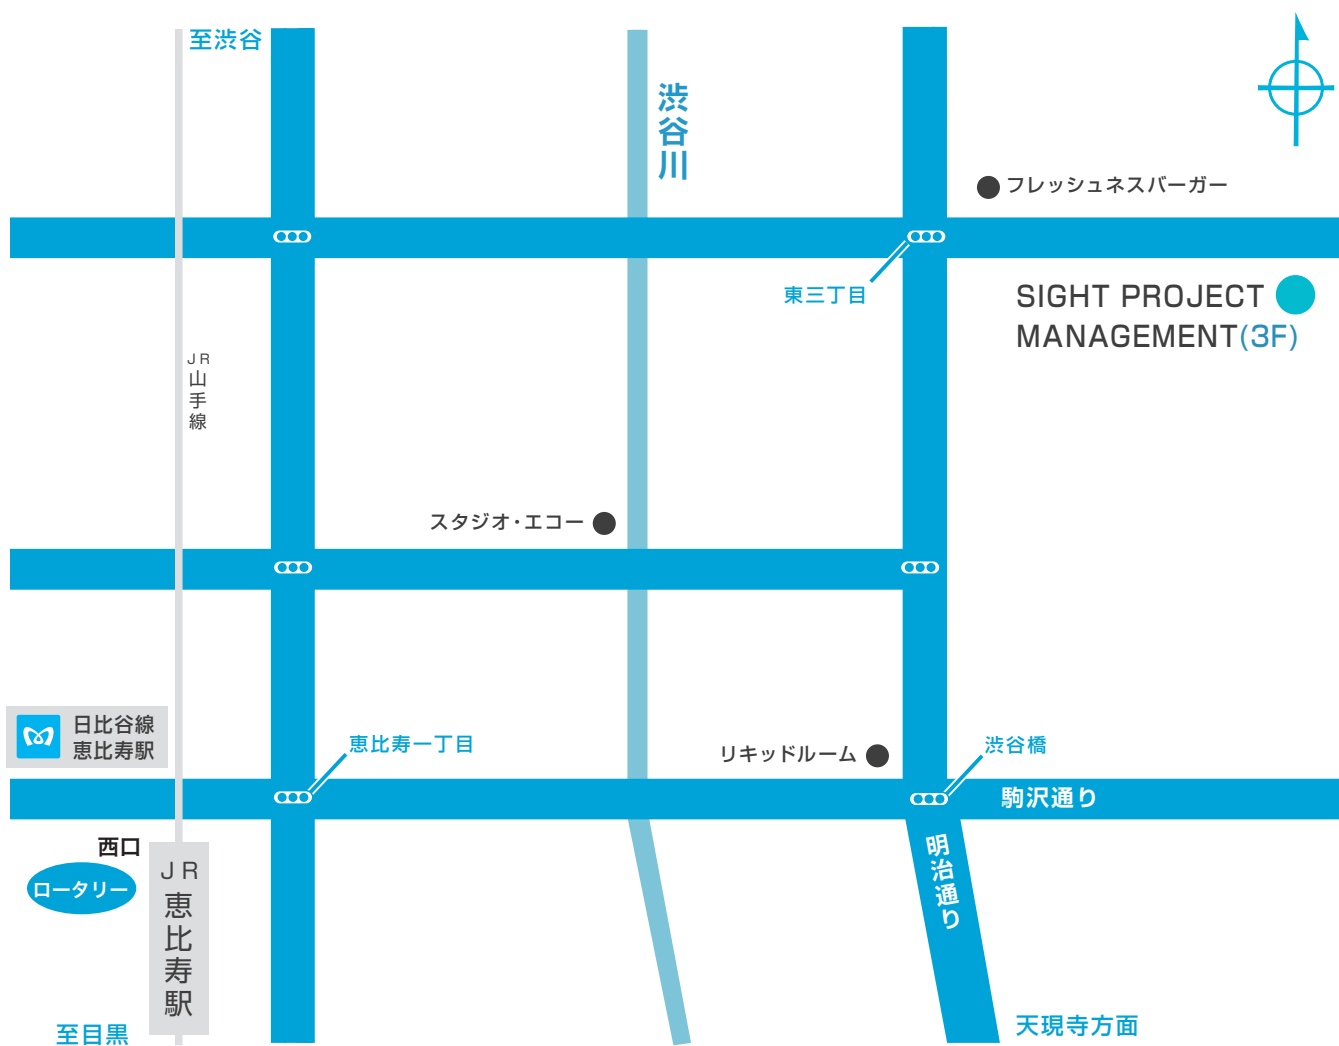 至渋谷
渋谷川
フレッシュネスバーガー
東三丁目
SIGHT PROJECT
MANAGEMENT(3F)
JR山手線
スタジオ・エコー
日比谷線
恵比寿駅
恵比寿一丁目
リキッドルーム
渋谷橋
駒沢通り
西口
ロータリー
JR恵比寿駅
明治通り
至目黒
天現寺方面